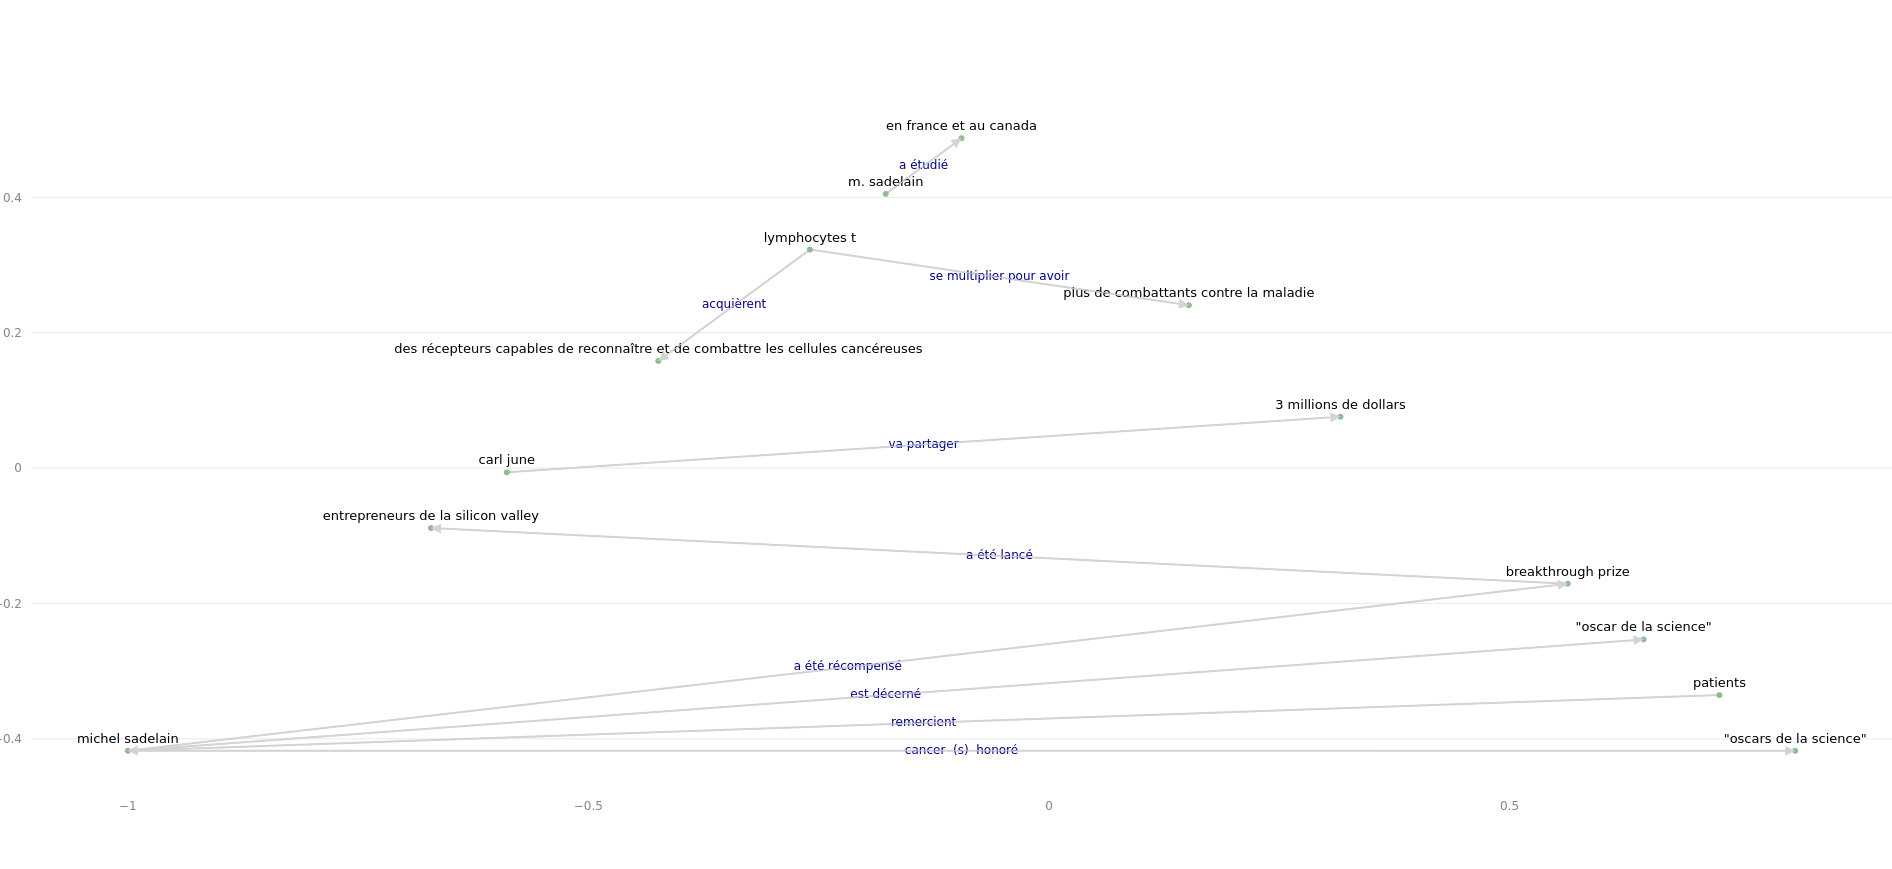 en france et au canada
a étudié
m. sadelain
0.4
lymphocytes t
se multiplier pour avoir
plus de combattants contre la maladie
acquièrent
0.2
des récepteurs capables de reconnaître et de combattre les cellules cancéreuses
3 millions de dollars
va partager
carl june
0
entrepreneurs de la silicon valley
a été lancé
breakthrough prize
−0.2
"oscar de la science"
a été récompensé
patients
est décerné
remercient
michel sadelain
−0.4
"oscars de la science"
cancer (s) honoré
−1
−0.5
0
0.5